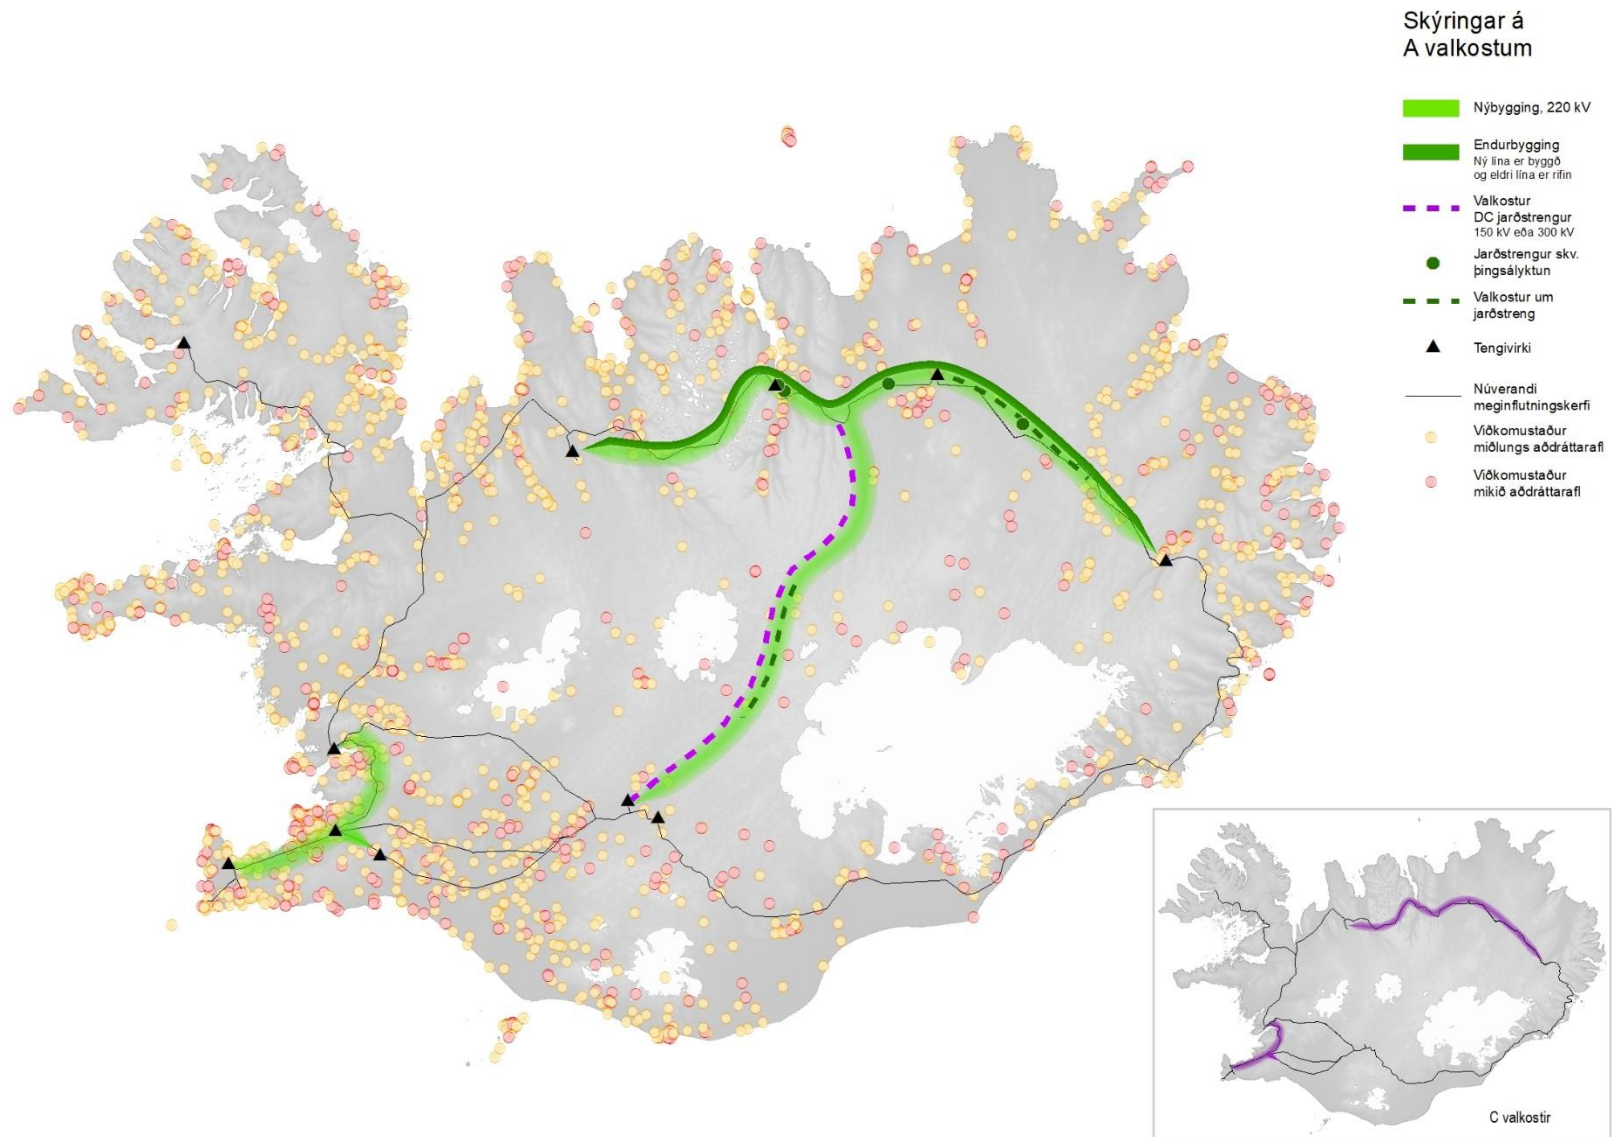 Skýringar á
A valkostum
Nýbygging, 220 kV
Endurbygging
Ný lína er byggð
og eldri lína er rifin
Valkostur
DC jarðstrengur
150 kV eða 300 kV
Jarðstrengur skv.
þingsályktun
Valkostur um
jarðstreng
Tengivirki
Núverandi
meginflutningskerfi
Viðkomustaður
miðlungs aðdráttarafl
Viðkomustaður
mikið aðdráttarafl
C valkostir